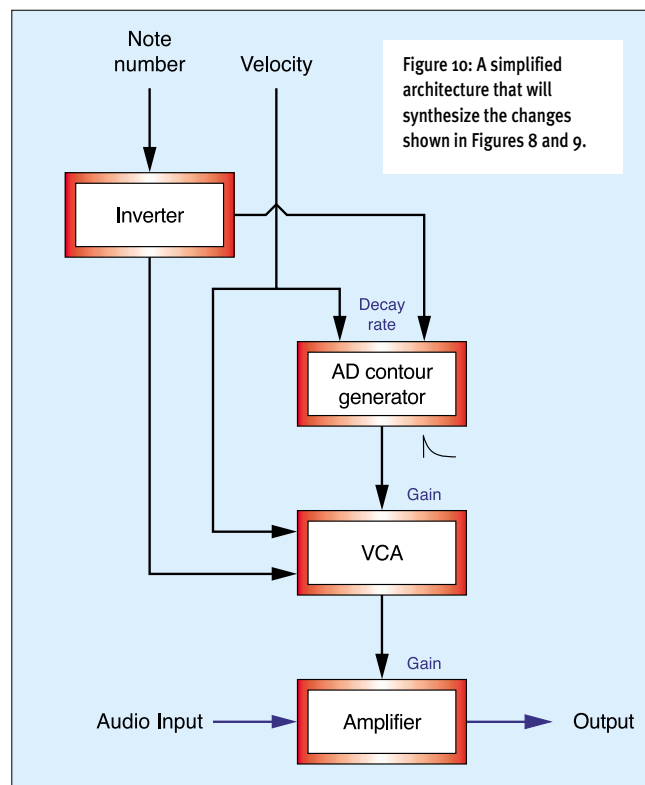 Note
number
Velocity
Figure 10: A simplified
architecture that will
synthesize the changes
shown in Figures 8 and 9.
Inverter
Decay
rate
AD contour
generator
Gain
VCA
Gain
Audio Input
Amplifier
Output